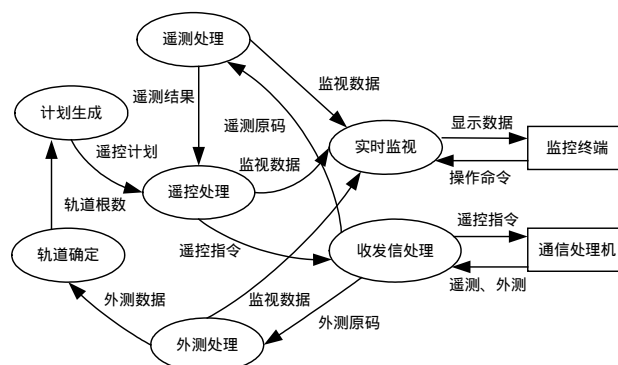 遥测处理
监视数据
遥测结果
计划生成
遥测原码
显示数据
遥控计划
实时监视
监控终端
监视数据
操作命令
遥控处理
轨道根数
遥控指令
遥控指令
轨道确定
收发信处理
通信处理机
遥测、外测
外测数据
监视数据
外测原码
外测处理